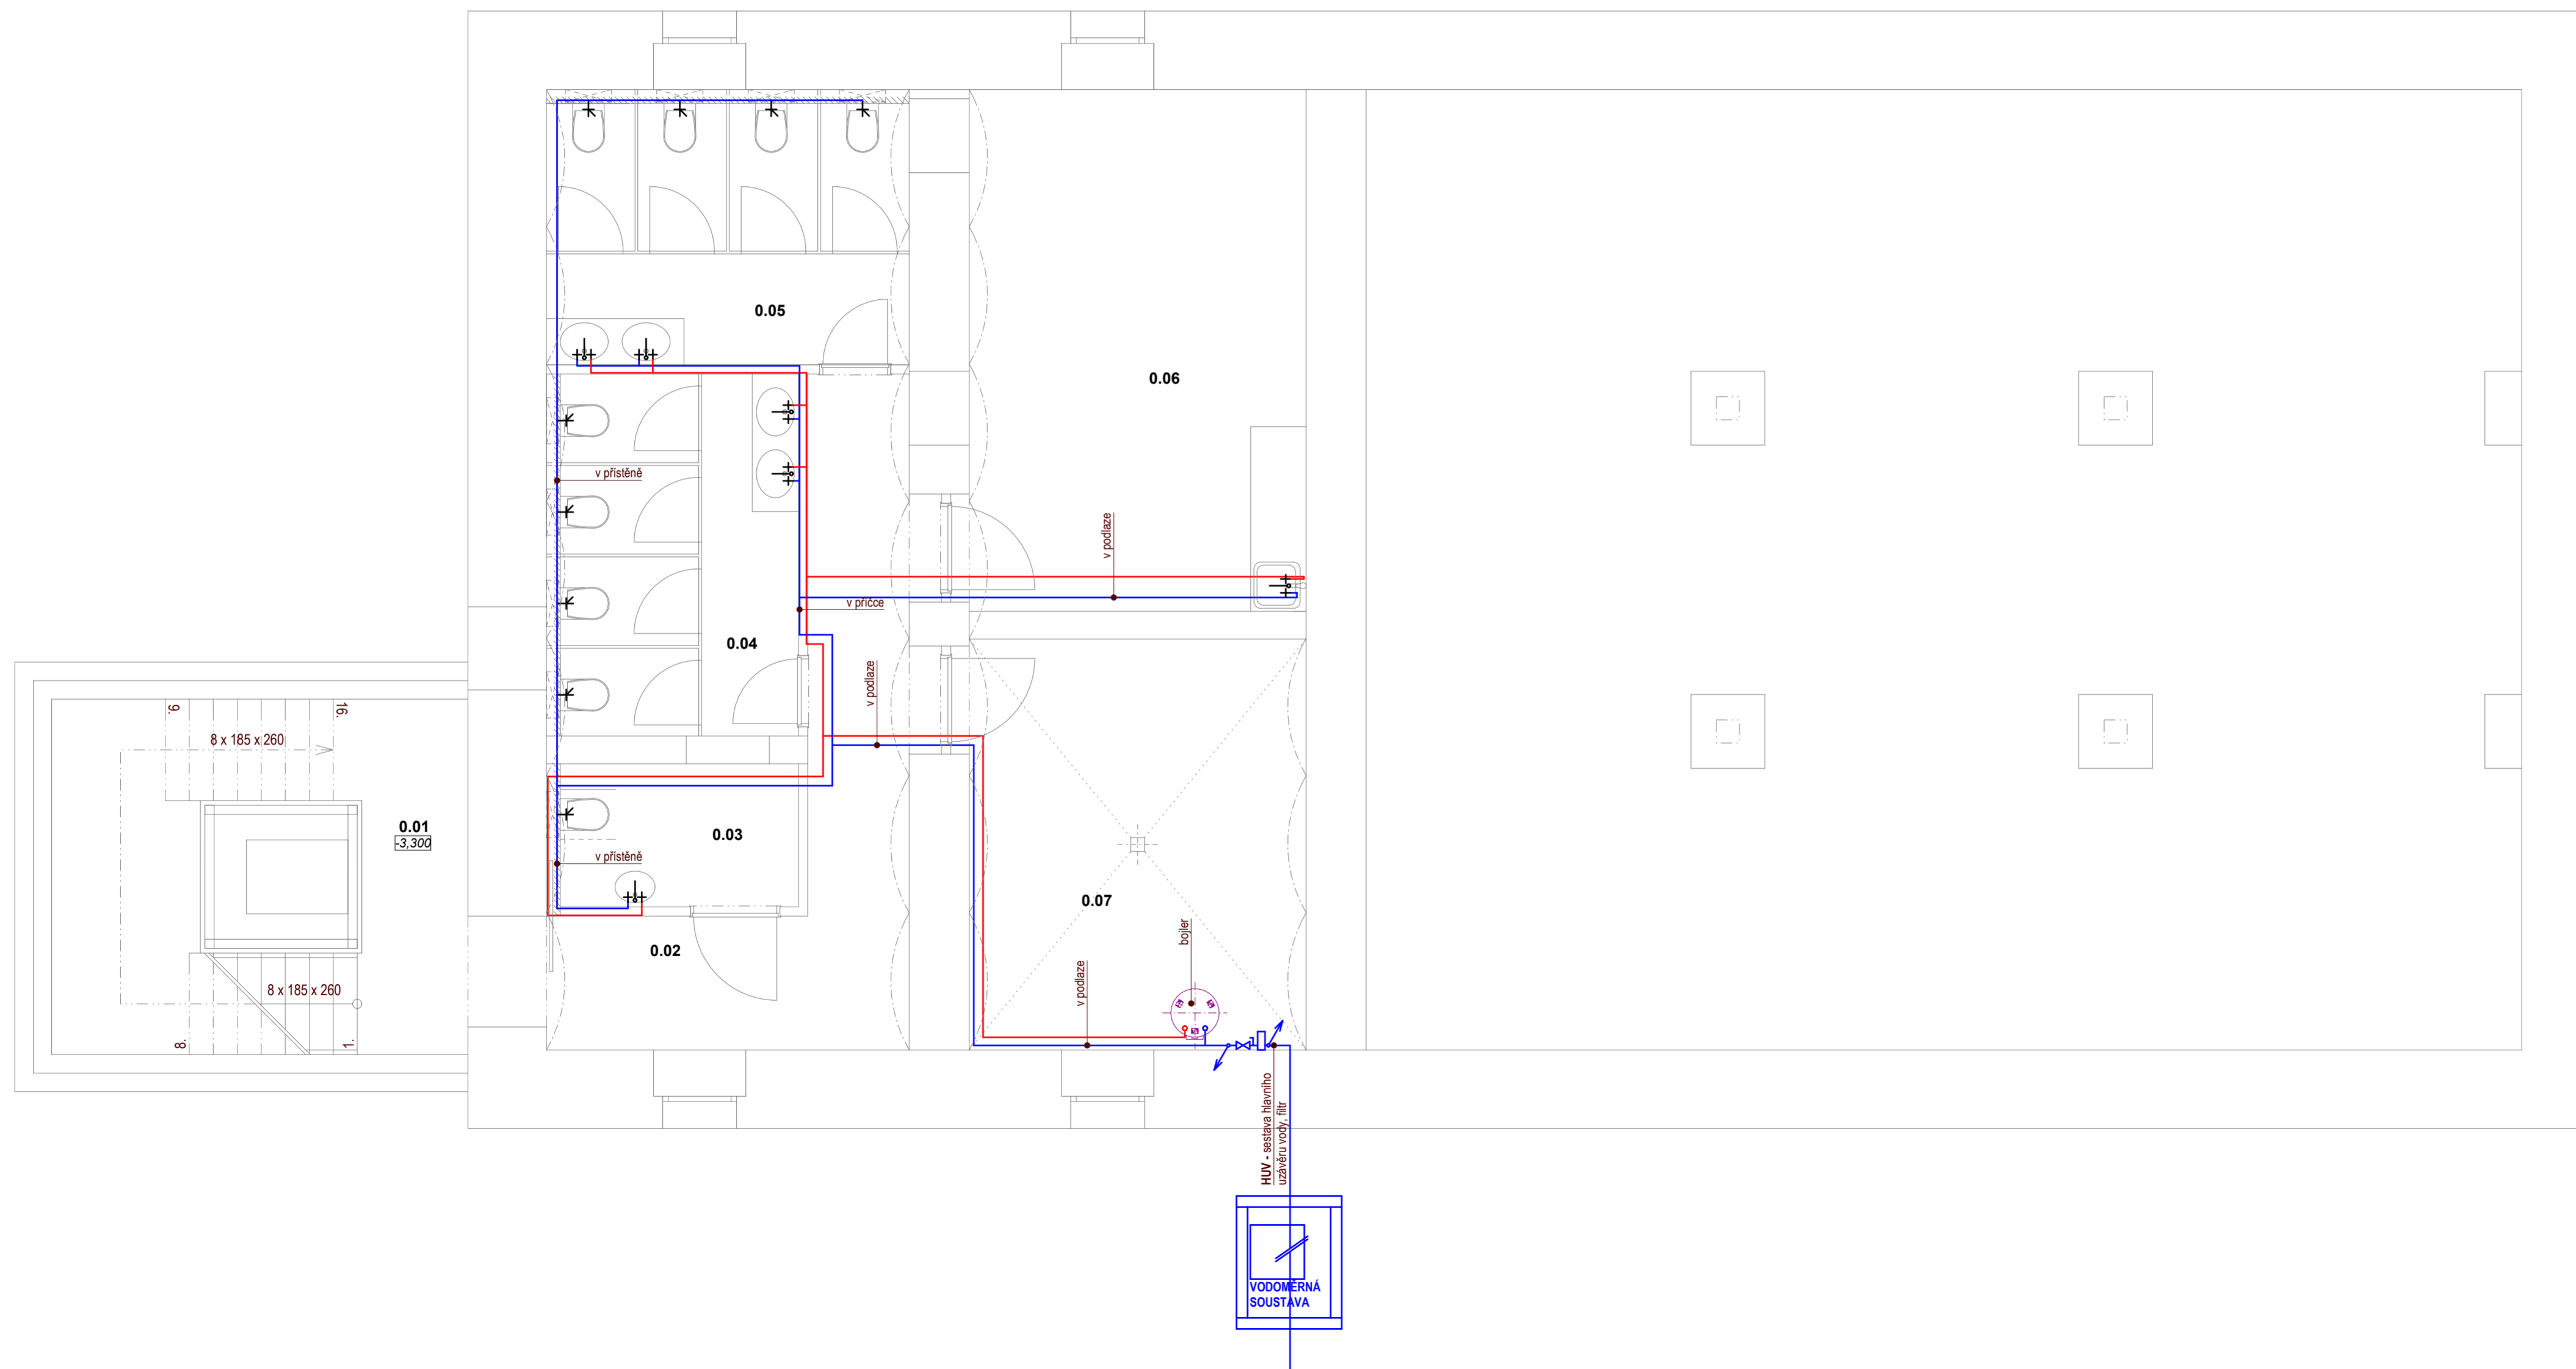 0.05
0.06
v přístěně
v podlaze
v příčce
0.04
v podlaze
9.
16.
8 x 185 x 260
0.01
-3,300
0.03
v přístěně
0.07
bojler
0.02
v podlaze
8 x 185 x 260
8.
1.
HUV - sestava hlavního
uzávěru vody, filtr
VODOMĚRNÁ
SOUSTAVA